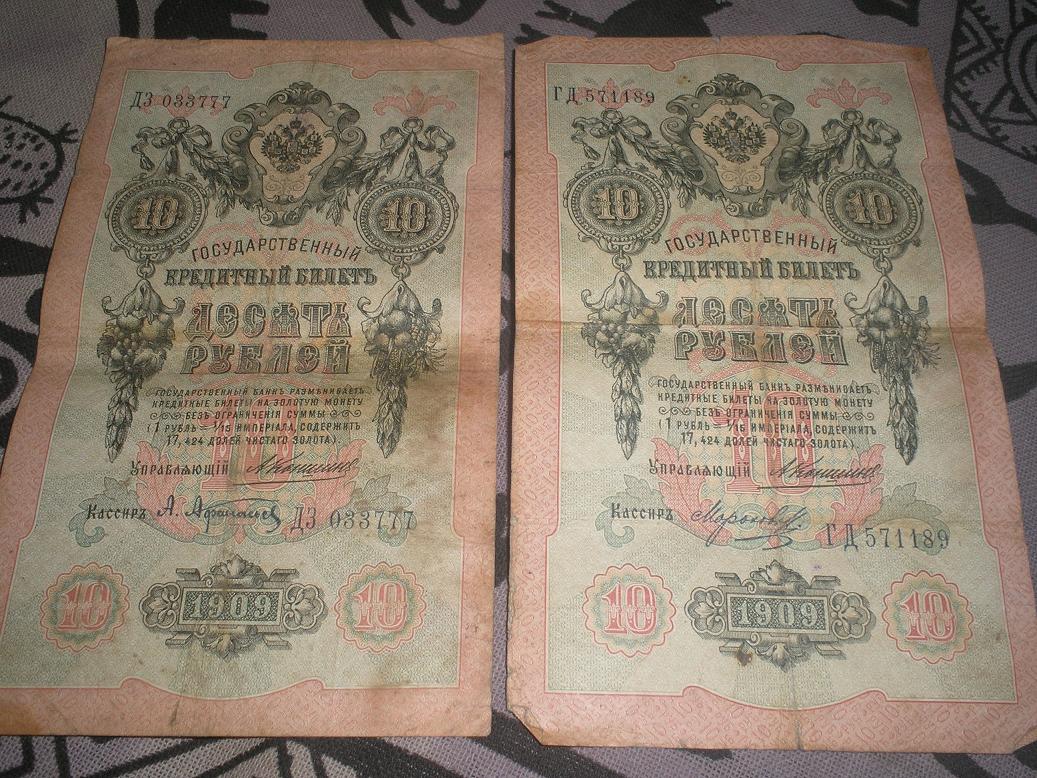 ДЗ 033777
10 10
ГОСУДАРСТВЕННЫЙ
КРЕДИТНЫЙ БИЛЕТЪ
ДЕСЯТЬ
РУБЛЕЙ
ГОСУДАРСТВЕННЫЙ БАНКЪ РАЗМѢНИВАЕТЪ
КРЕДИТНЫЕ БИЛЕТЫ НА ЗОЛОТУЮ МОНЕТУ
БЕЗЪ ОГРАНИЧЕНІЯ СУММЫ
(1 РУБЛЬ = 1/15 ИМПЕРІАЛА, СОДЕРЖИТЪ
17,424 ДОЛЕЙ ЧИСТАГО ЗОЛОТА).
УПРАВЛЯЮЩІЙ
КАССИРЪ А. Афанасьев ДЗ 033777
10
10 1909 10
ГД 571189
10 10
ГОСУДАРСТВЕННЫЙ
КРЕДИТНЫЙ БИЛЕТЪ
ДЕСЯТЬ
РУБЛЕЙ
ГОСУДАРСТВЕННЫЙ БАНКЪ РАЗМѢНИВАЕТЪ
КРЕДИТНЫЕ БИЛЕТЫ НА ЗОЛОТУЮ МОНЕТУ
БЕЗЪ ОГРАНИЧЕНІЯ СУММЫ
(1 РУБЛЬ = 1/15 ИМПЕРІАЛА, СОДЕРЖИТЪ
17,424 ДОЛЕЙ ЧИСТАГО ЗОЛОТА).
УПРАВЛЯЮЩІЙ
КАССИРЪ ГД 571189
10
10 1909 10